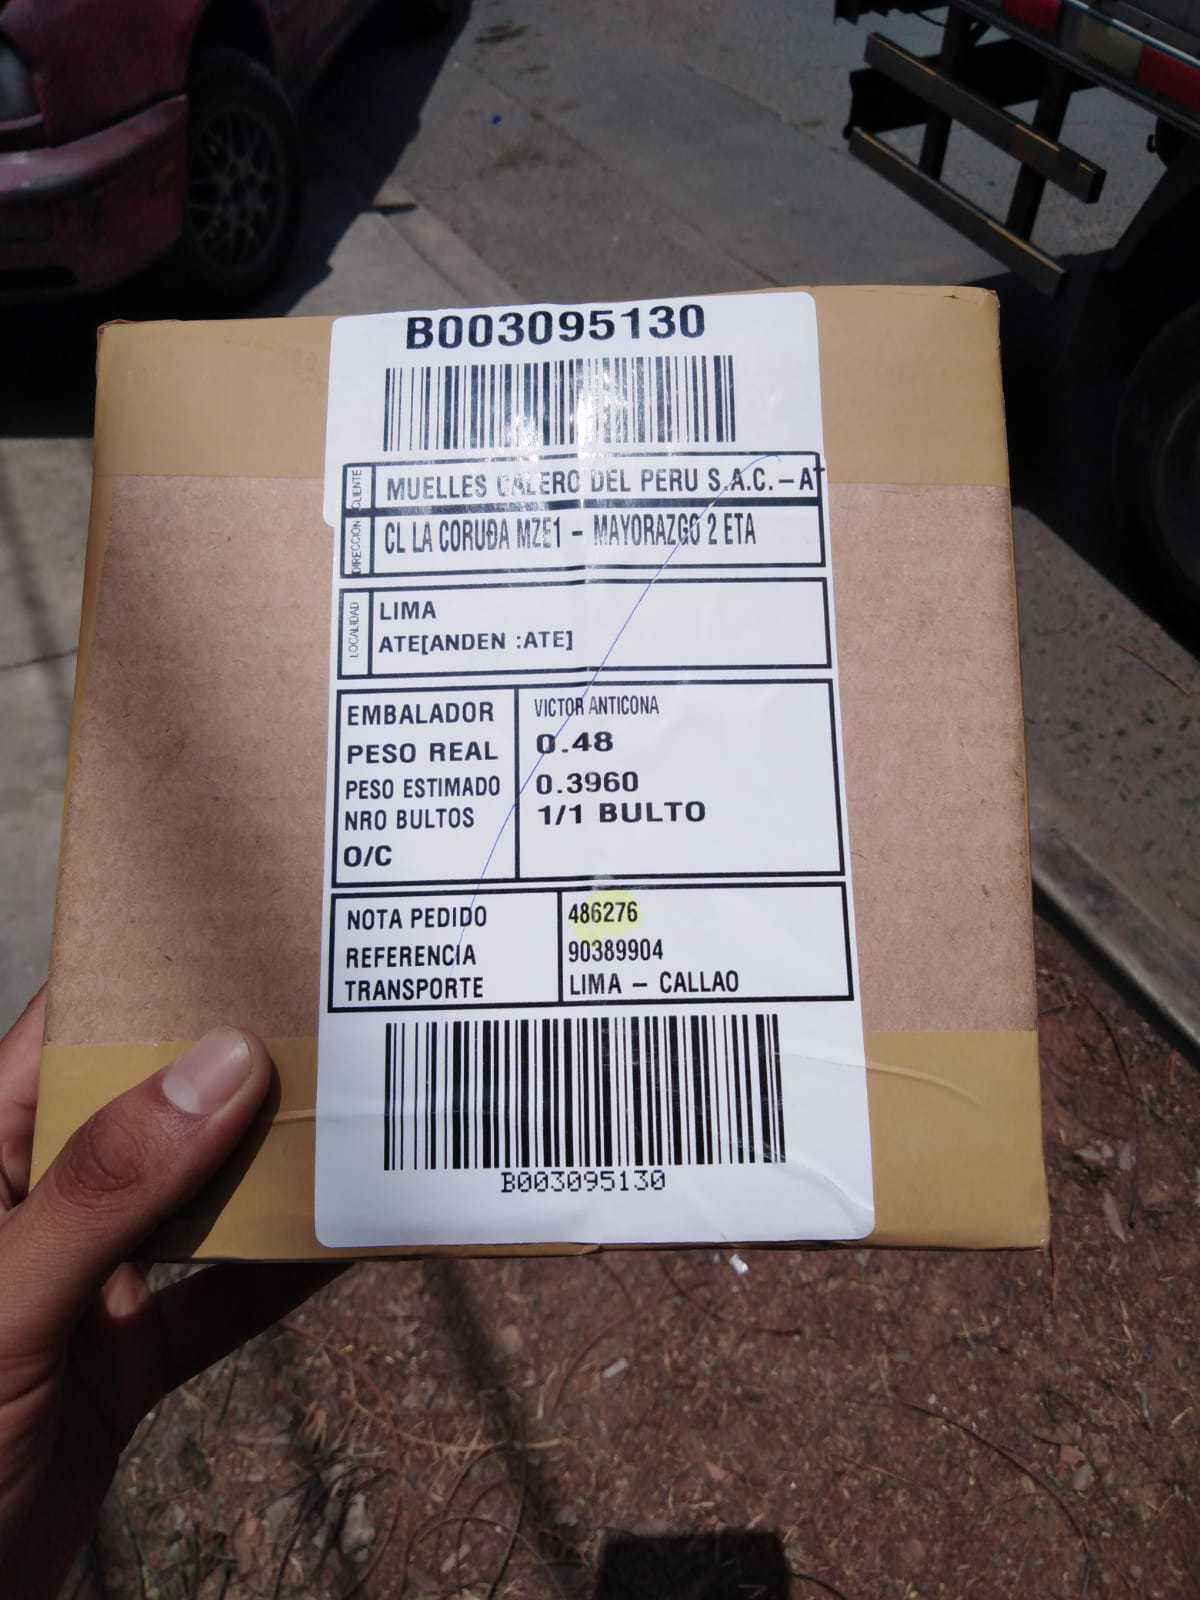 B003095130
CLIENTE MUELLES CALERO DEL PERU S.A.C.-AT
DIRECCION CL LA CORUÐA MZE1 - MAYORAZGO 2 ETA
LOCALIDAD LIMA
ATE[ANDEN :ATE]
EMBALADOR VICTOR ANTICONA
PESO REAL 0.48
PESO ESTIMADO 0.3960
NRO BULTOS 1/1 BULTO
O/C
NOTA PEDIDO 486276
REFERENCIA 90389904
TRANSPORTE LIMA - CALLAO
B003095130